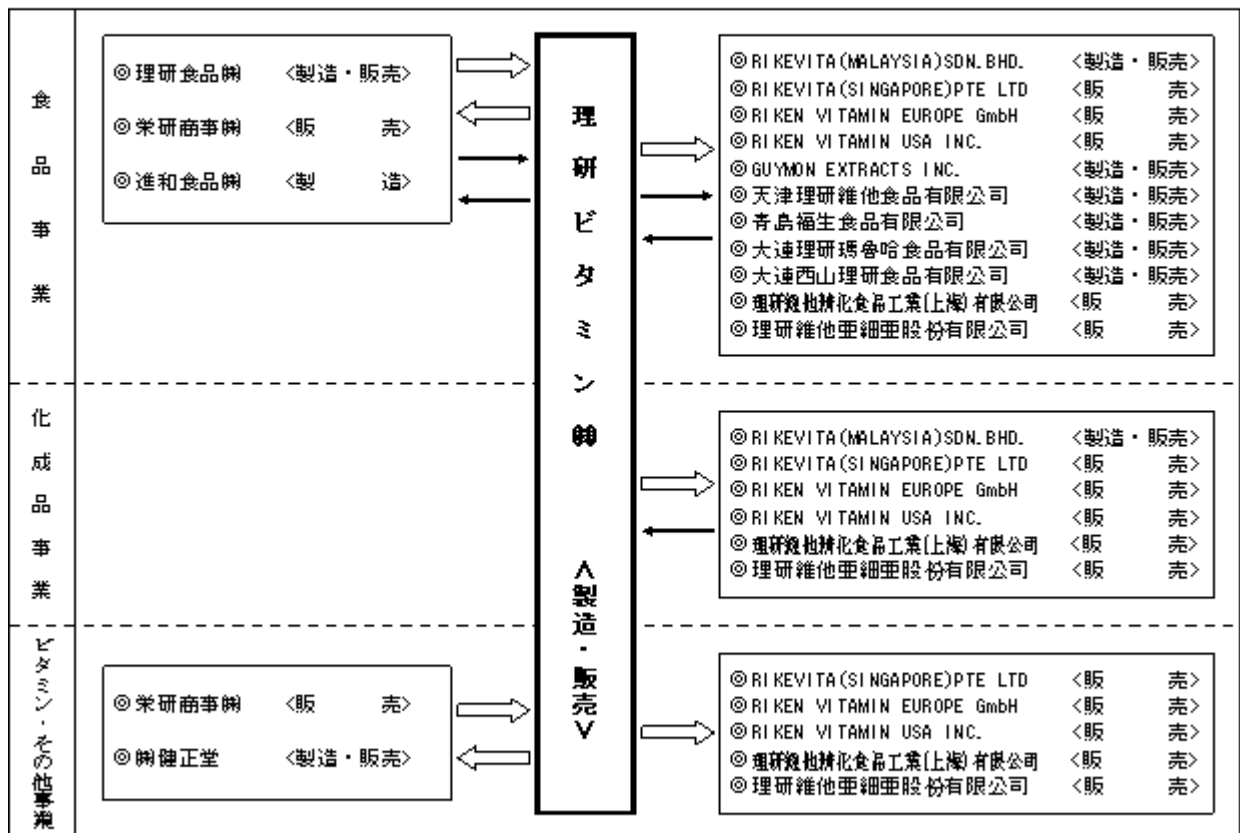 食品事業
◎理研食品㈱ <製造・販売>
◎栄研商事㈱ <販 売>
◎進和食品㈱ <製 造>
理研ビタミン㈱ <製造・販売>
◎RIKEVITA(MALAYSIA)SDN.BHD. <製造・販売>
◎RIKEVITA(SINGAPORE)PTE LTD <販 売>
◎RIKEN VITAMIN EUROPE GmbH <販 売>
◎RIKEN VITAMIN USA INC. <販 売>
◎GUYMON EXTRACTS INC. <製造・販売>
◎天津理研維他食品有限公司 <製造・販売>
◎青島福生食品有限公司 <製造・販売>
◎大連理研瑪魯哈食品有限公司 <製造・販売>
◎大連西山理研食品有限公司 <製造・販売>
◎理研維他精化食品工業(上海)有限公司 <販 売>
◎理研維他亜細亜股份有限公司 <販 売>
化成品事業
◎RIKEVITA(MALAYSIA)SDN.BHD. <製造・販売>
◎RIKEVITA(SINGAPORE)PTE LTD <販 売>
◎RIKEN VITAMIN EUROPE GmbH <販 売>
◎RIKEN VITAMIN USA INC. <販 売>
◎理研維他精化食品工業(上海)有限公司 <販 売>
◎理研維他亜細亜股份有限公司 <販 売>
ビタミン・その他事業
◎栄研商事㈱ <販 売>
◎㈱健正堂 <製造・販売>
◎RIKEVITA(SINGAPORE)PTE LTD <販 売>
◎RIKEN VITAMIN EUROPE GmbH <販 売>
◎RIKEN VITAMIN USA INC. <販 売>
◎理研維他精化食品工業(上海)有限公司 <販 売>
◎理研維他亜細亜股份有限公司 <販 売>